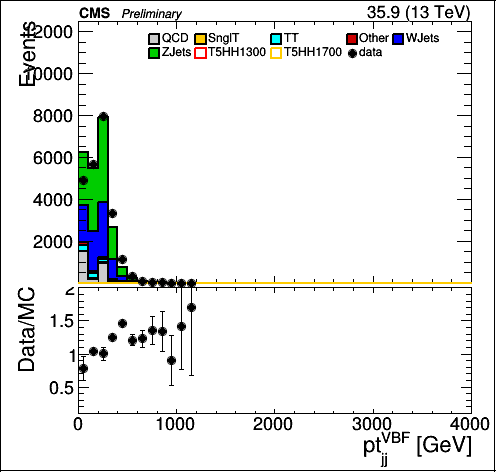 CMS Preliminary 35.9 (13 TeV)
QCD SnglT TT Other WJets
ZJets T5HH1300 T5HH1700 data
Events
12000
10000
8000
6000
4000
2000
Data/MC
2
1.5
1
0.5
0 1000 2000 3000 4000
pt_jj^VBF [GeV]